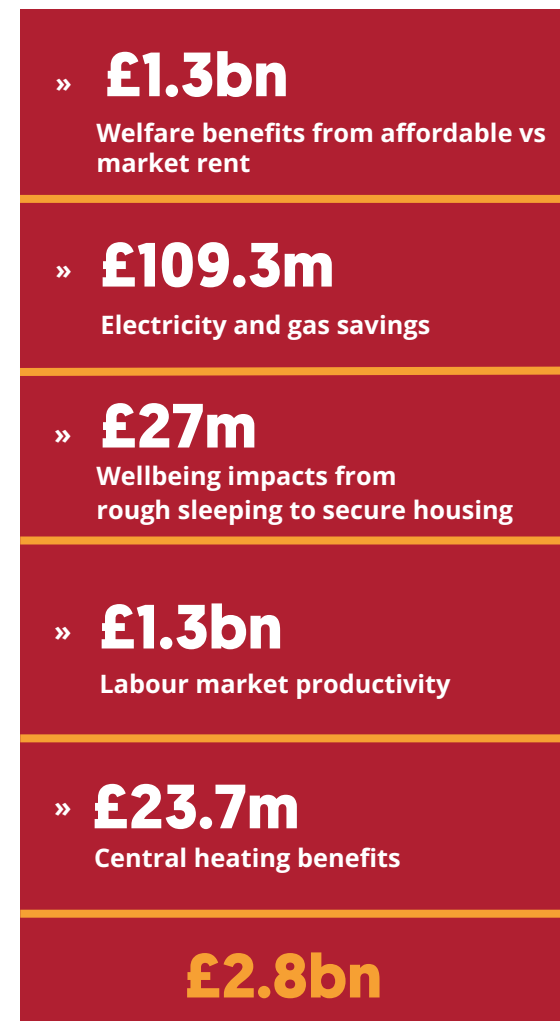 » £1.3bn
Welfare benefits from affordable vs
market rent
» £109.3m
Electricity and gas savings
» £27m
Wellbeing impacts from
rough sleeping to secure housing
» £1.3bn
Labour market productivity
» £23.7m
Central heating benefits
£2.8bn